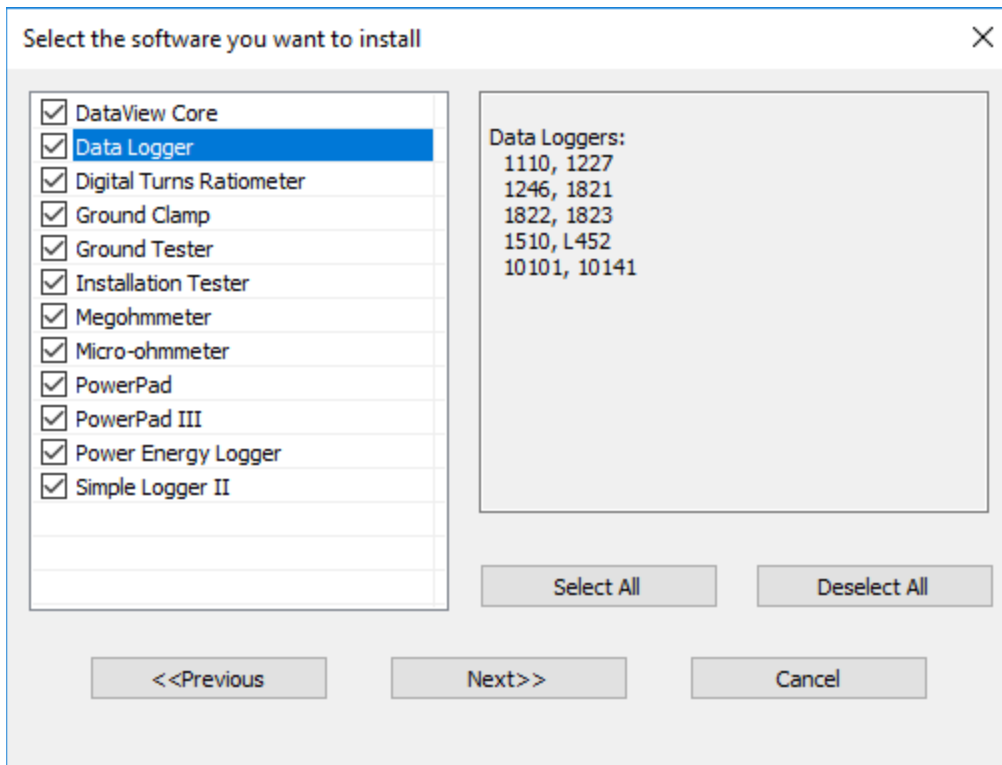 Select the software you want to install
DataView Core
Data Logger
Digital Turns Ratiometer
Ground Clamp
Ground Tester
Installation Tester
Megohmmeter
Micro-ohmmeter
PowerPad
PowerPad III
Power Energy Logger
Simple Logger II
Data Loggers:
1110, 1227
1246, 1821
1822, 1823
1510, L452
10101, 10141
Select All
Deselect All
<<Previous
Next>>
Cancel